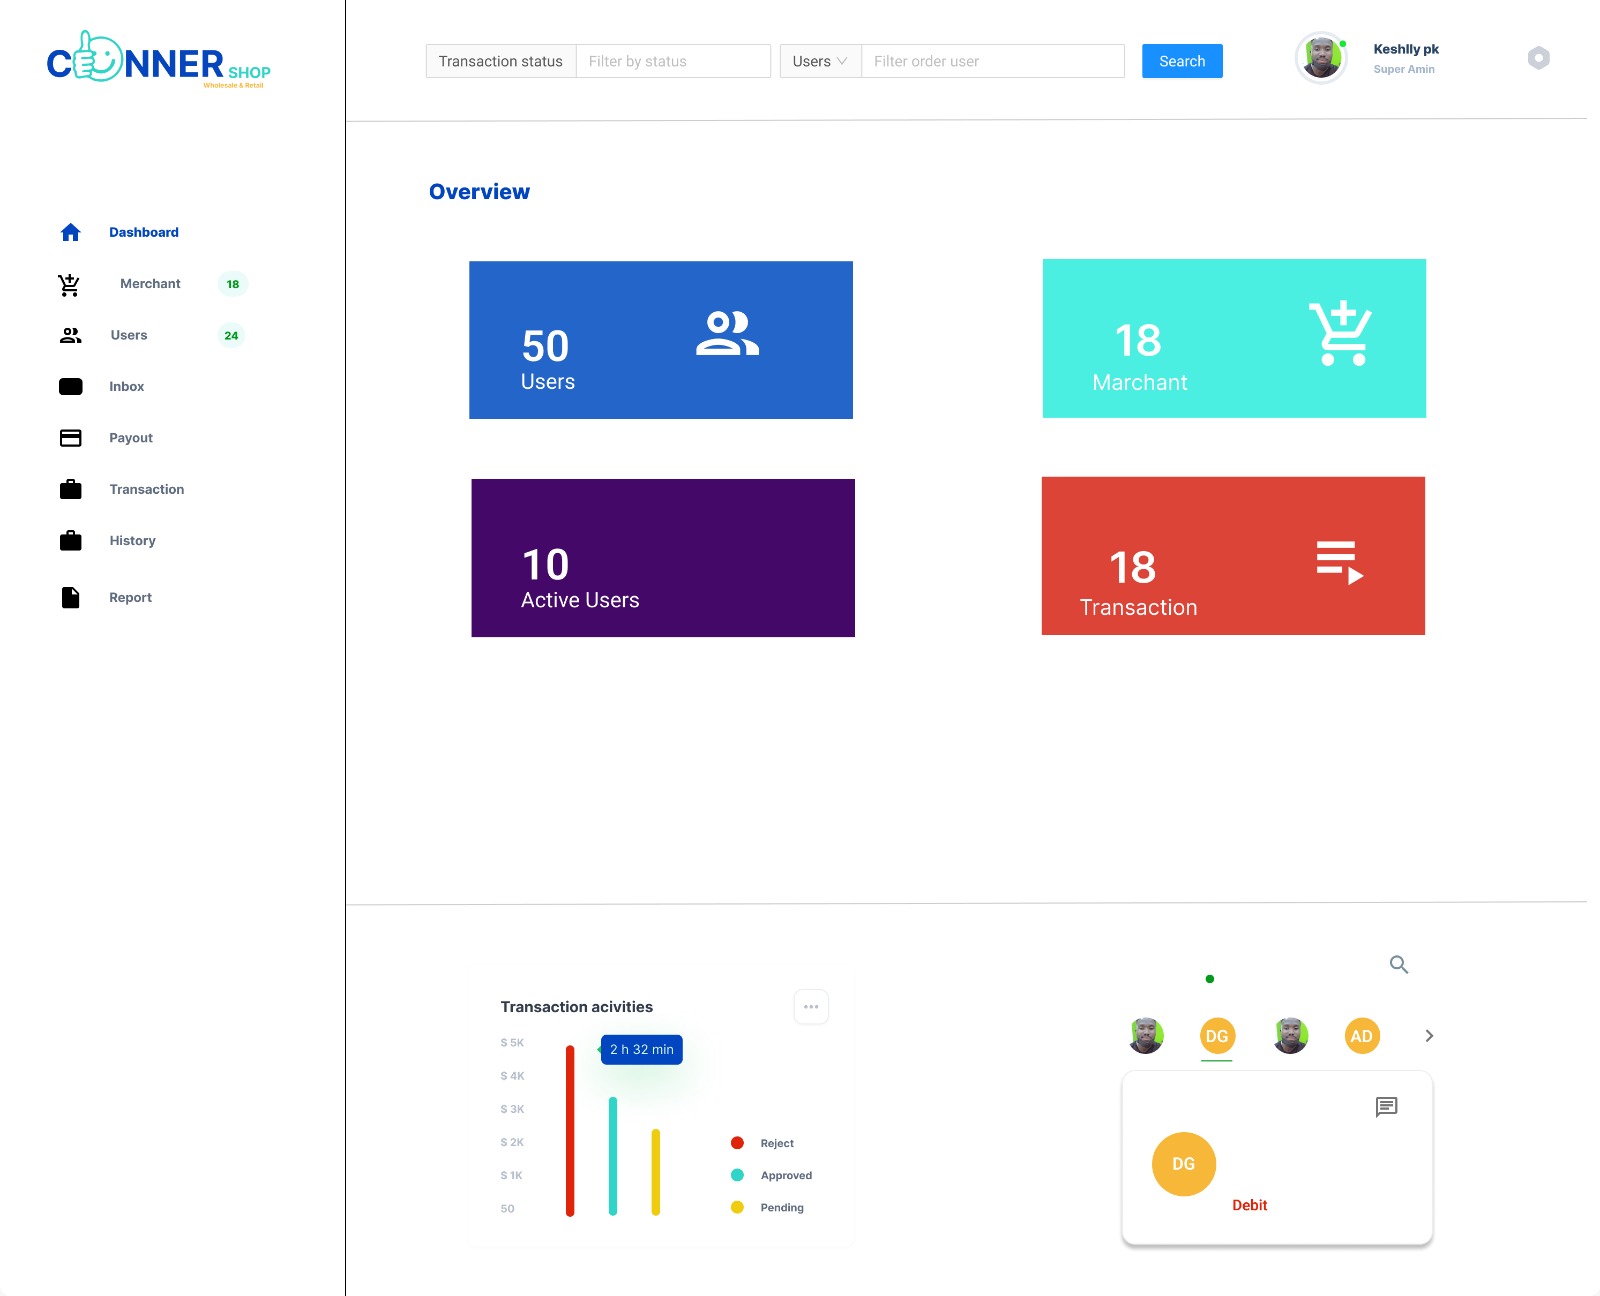 CONNER SHOP
Wholesale & Retail
Transaction status
Filter by status
Users
Filter order user
Search
Keshlly pk
Super Amin
Dashboard
Merchant 18
Users 24
Inbox
Payout
Transaction
History
Report
Overview
50
Users
18
Marchant
10
Active Users
18
Transaction
Transaction acivities
2 h 32 min
$ 5K
$ 4K
$ 3K
$ 2K
$ 1K
50
Reject
Approved
Pending
DG
AD
DG
Debit